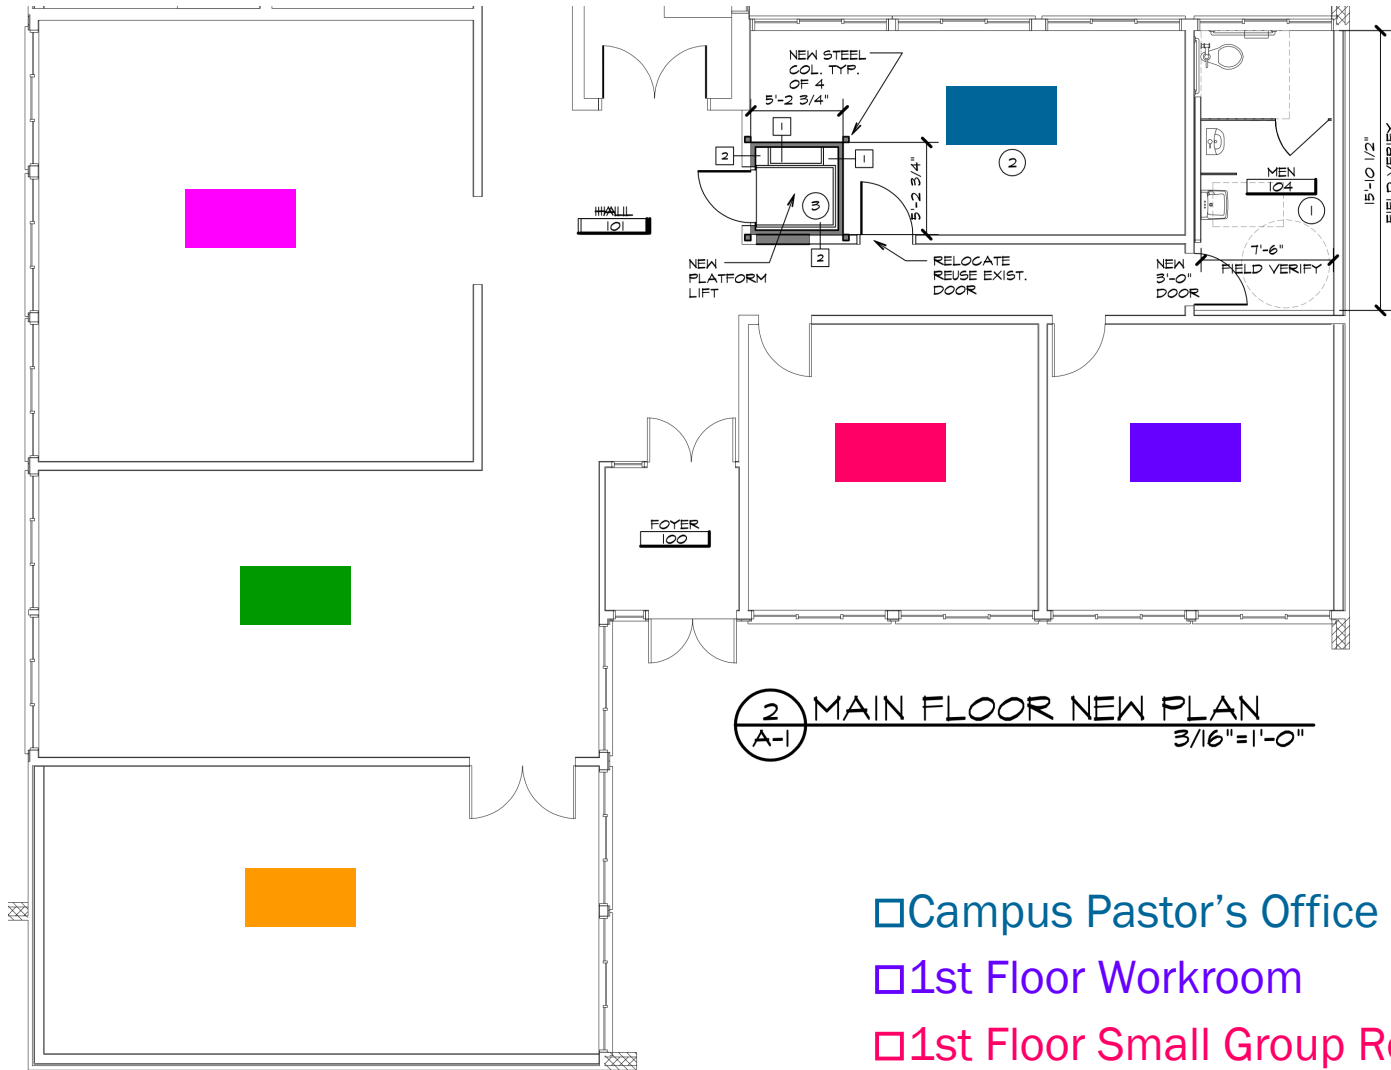 NEW STEEL
COL. TYP.
OF 4
5'-2 3/4"
1
2
1
2
3
5'-2 3/4"
2
MEN
104
1
15'-10 1/2"
FIELD VERIFY
HALL
101
7'-6"
FIELD VERIFY
NEW
PLATFORM
LIFT
RELOCATE
REUSE EXIST.
DOOR
NEW
3'-0"
DOOR
FOYER
100
2
A-1
MAIN FLOOR NEW PLAN
3/16"=1'-0"
Campus Pastor’s Office
1st Floor Workroom
1st Floor Small Group